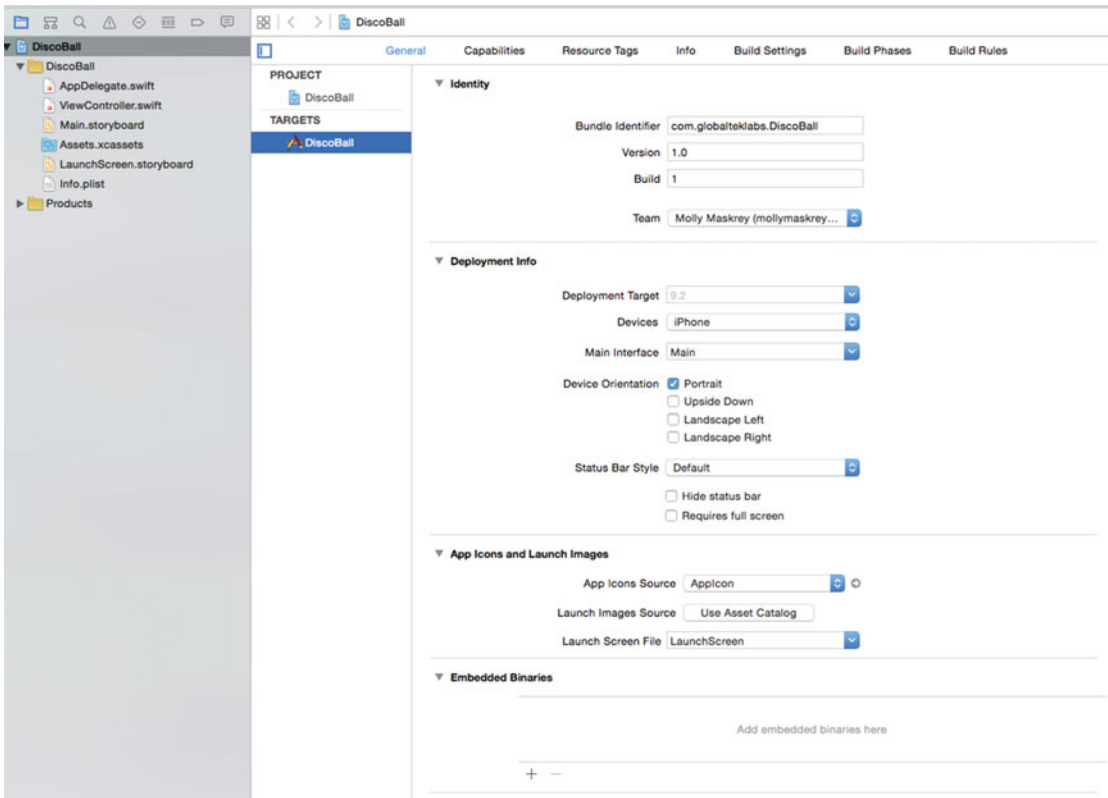 DiscoBall
DiscoBall
DiscoBall
AppDelegate.swift
ViewController.swift
Main.storyboard
Assets.xcassets
LaunchScreen.storyboard
Info.plist
Products
General Capabilities Resource Tags Info Build Settings Build Phases Build Rules
PROJECT
DiscoBall
TARGETS
DiscoBall
Identity
Bundle Identifier com.globalteklabs.DiscoBall
Version 1.0
Build 1
Team Molly Maskrey (mollymaskrey...
Deployment Info
Deployment Target 9.2
Devices iPhone
Main Interface Main
Device Orientation Portrait
Upside Down
Landscape Left
Landscape Right
Status Bar Style Default
Hide status bar
Requires full screen
App Icons and Launch Images
App Icons Source AppIcon
Launch Images Source Use Asset Catalog
Launch Screen File LaunchScreen
Embedded Binaries
Add embedded binaries here